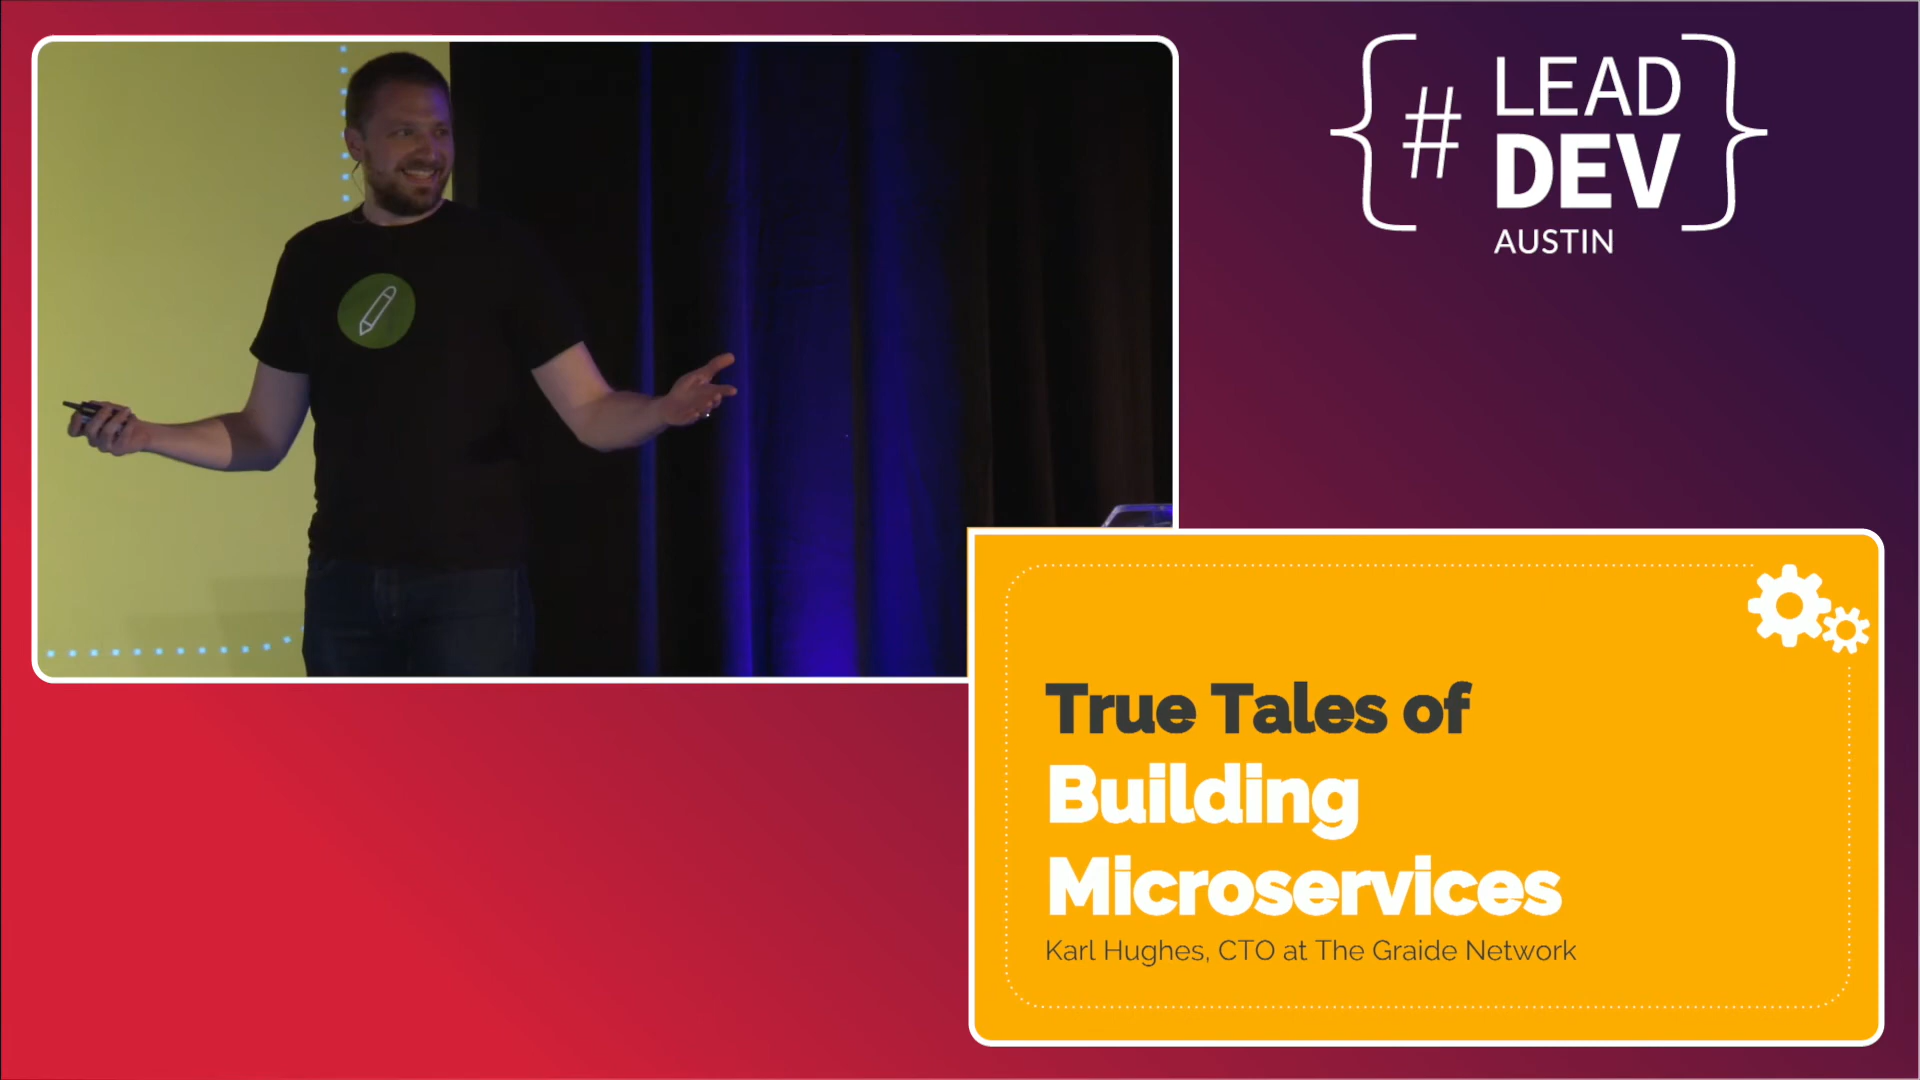 # LEAD
DEV
AUSTIN
True Tales of
Building
Microservices
Karl Hughes, CTO at The Graide Network